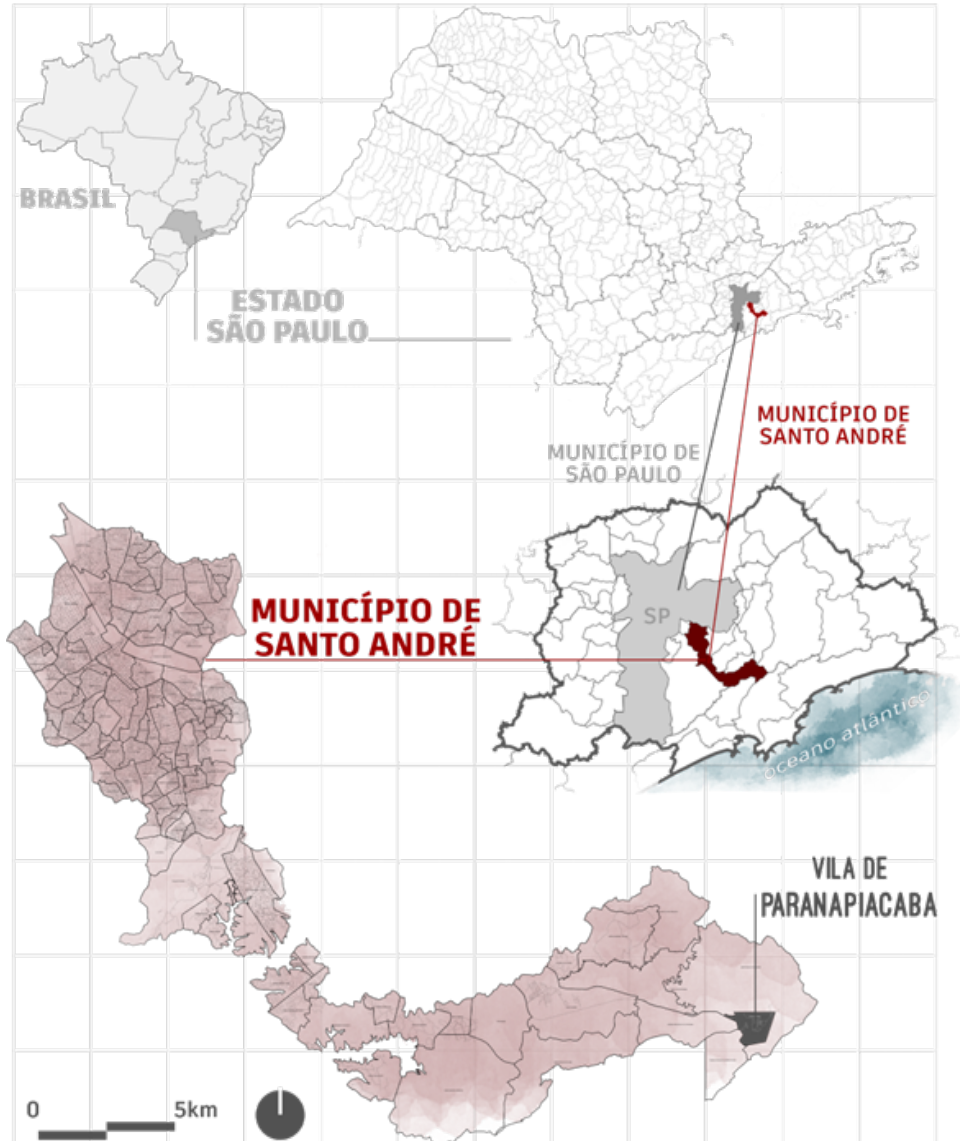 BRASIL
ESTADO
SÃO PAULO
MUNICÍPIO DE
SANTO ANDRÉ
MUNICÍPIO DE
SÃO PAULO
SP
MUNICÍPIO DE
SANTO ANDRÉ
oceano atlântico
VILA DE
PARANAPIACABA
0
5km